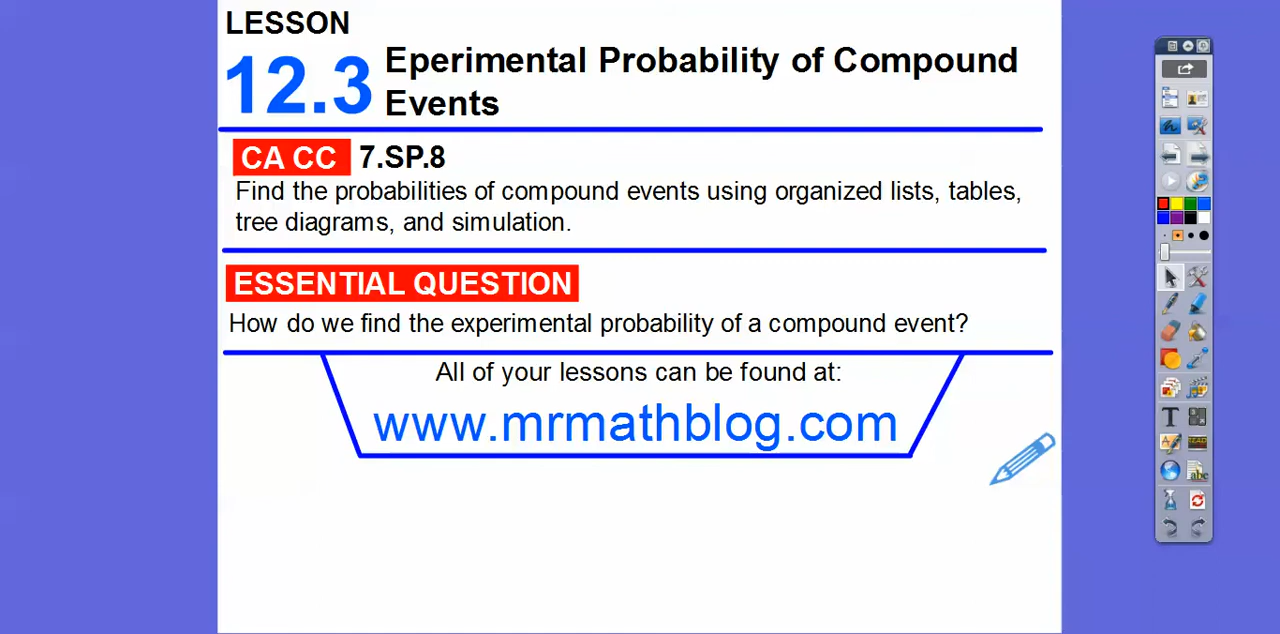 LESSON
12.3 Eperimental Probability of Compound
Events
CA CC 7.SP.8
Find the probabilities of compound events using organized lists, tables,
tree diagrams, and simulation.
ESSENTIAL QUESTION
How do we find the experimental probability of a compound event?
All of your lessons can be found at:
www.mrmathblog.com